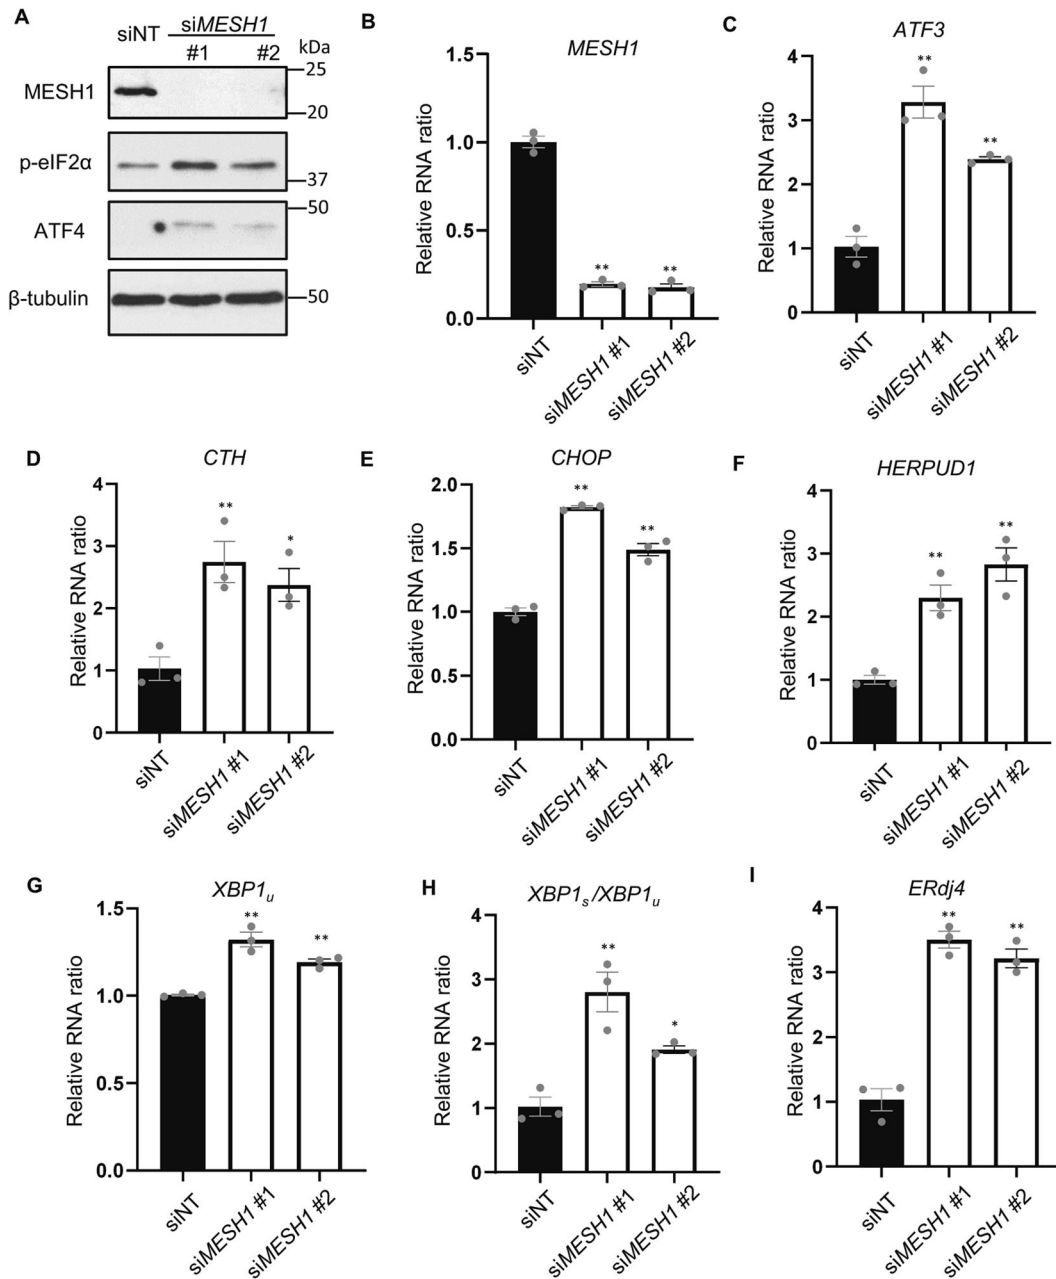 A
siNT
siMESH1
#1 #2
kDa
MESH1
25
20
p-eIF2α
37
ATF4
50
β-tubulin
50
B
MESH1
Relative RNA ratio
1.5
1.0
0.5
0.0
**
**
siNT
siMESH1 #1
siMESH1 #2
C
ATF3
Relative RNA ratio
4
3
2
1
0
**
**
siNT
siMESH1 #1
siMESH1 #2
D
CTH
Relative RNA ratio
4
3
2
1
0
**
*
siNT
siMESH1 #1
siMESH1 #2
E
CHOP
Relative RNA ratio
2.0
1.5
1.0
0.5
0.0
**
**
siNT
siMESH1 #1
siMESH1 #2
F
HERPUD1
Relative RNA ratio
4
3
2
1
0
**
**
siNT
siMESH1 #1
siMESH1 #2
G
XBP1u
Relative RNA ratio
1.5
1.0
0.5
0.0
**
**
siNT
siMESH1 #1
siMESH1 #2
H
XBP1s/XBP1u
Relative RNA ratio
4
3
2
1
0
**
*
siNT
siMESH1 #1
siMESH1 #2
I
ERdj4
Relative RNA ratio
4
3
2
1
0
**
**
siNT
siMESH1 #1
siMESH1 #2